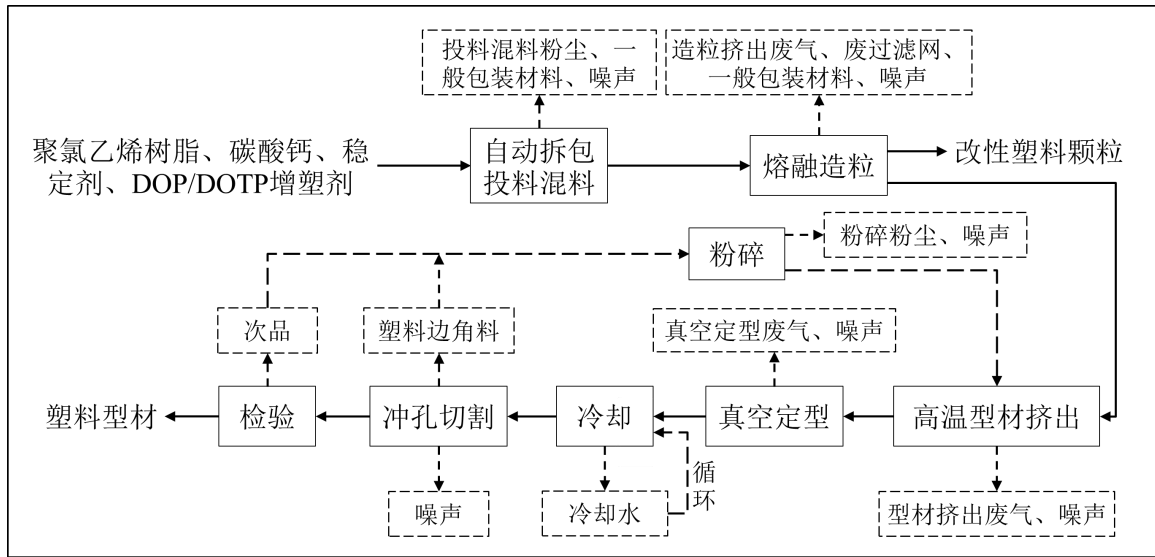 投料混料粉尘、一
般包装材料、噪声
造粒挤出废气、废过滤网、
一般包装材料、噪声
聚氯乙烯树脂、碳酸钙、稳
定剂、DOP/DOTP增塑剂
自动拆包
投料混料
熔融造粒
改性塑料颗粒
粉碎
粉碎粉尘、噪声
次品
塑料边角料
真空定型废气、噪声
塑料型材
检验
冲孔切割
冷却
真空定型
高温型材挤出
循
环
噪声
冷却水
型材挤出废气、噪声